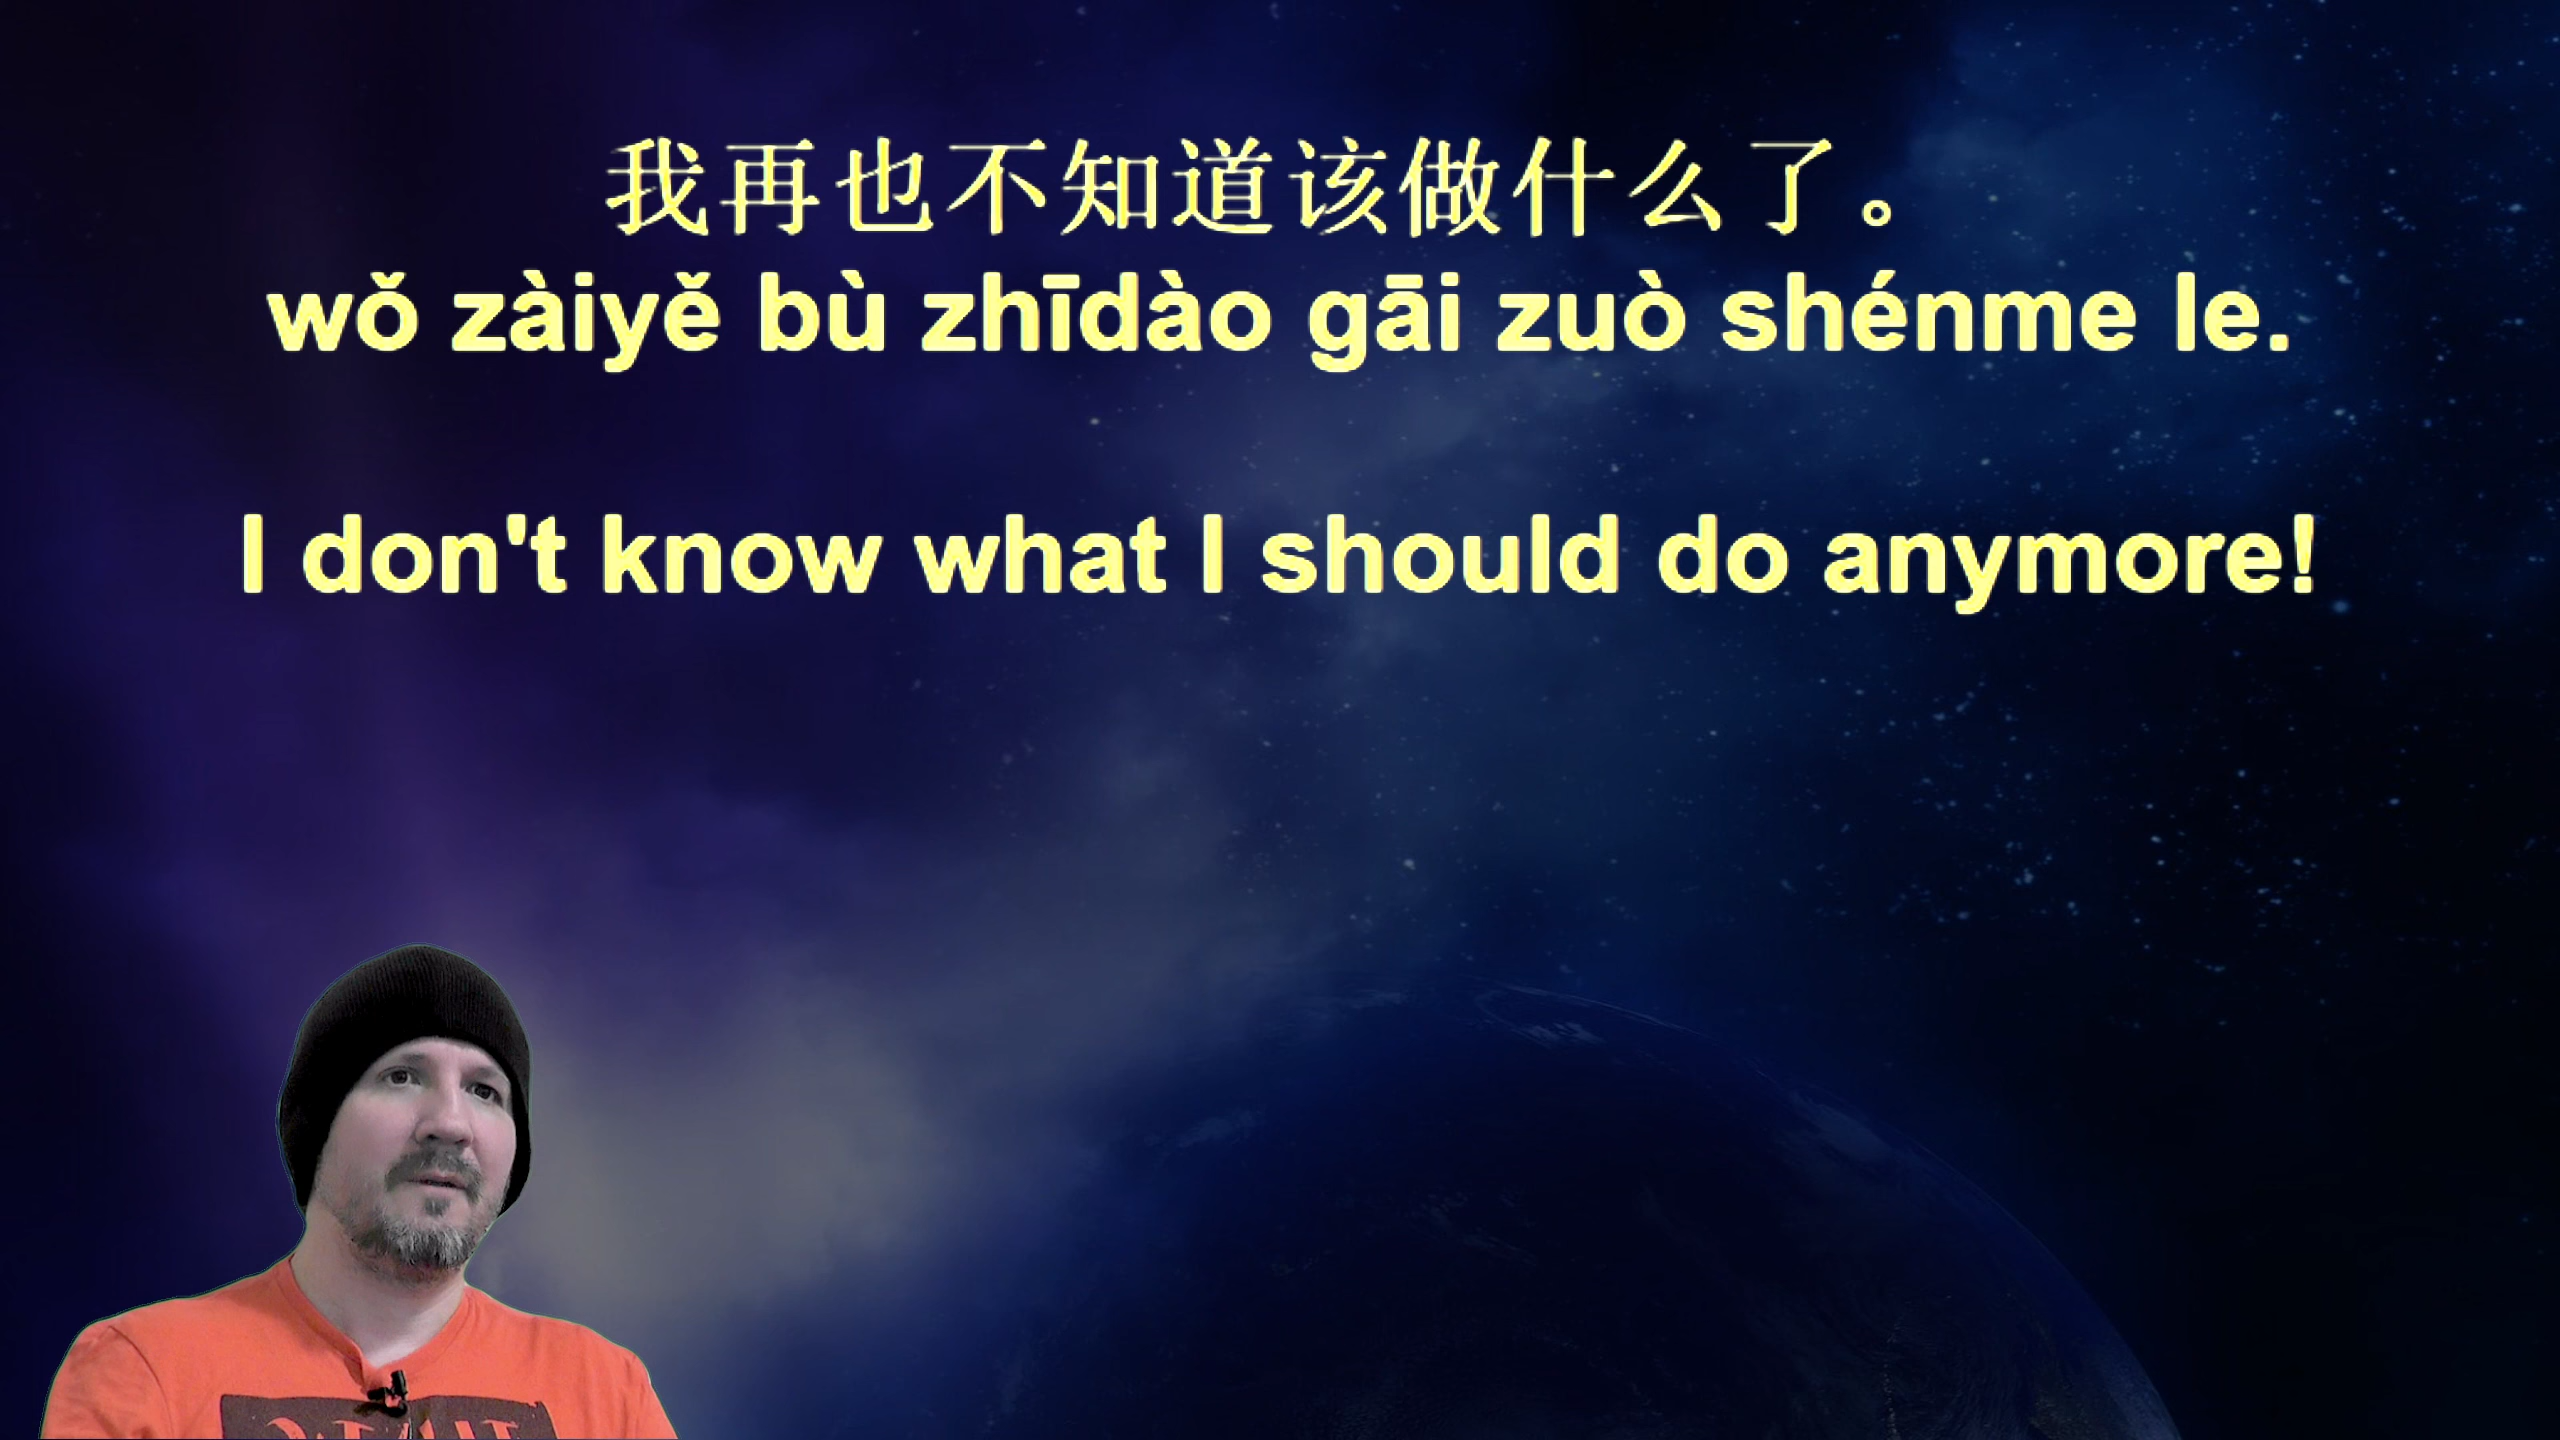 我再也不知道该做什么了。
wǒ zàiyě bù zhīdào gāi zuò shénme le.
I don't know what I should do anymore!